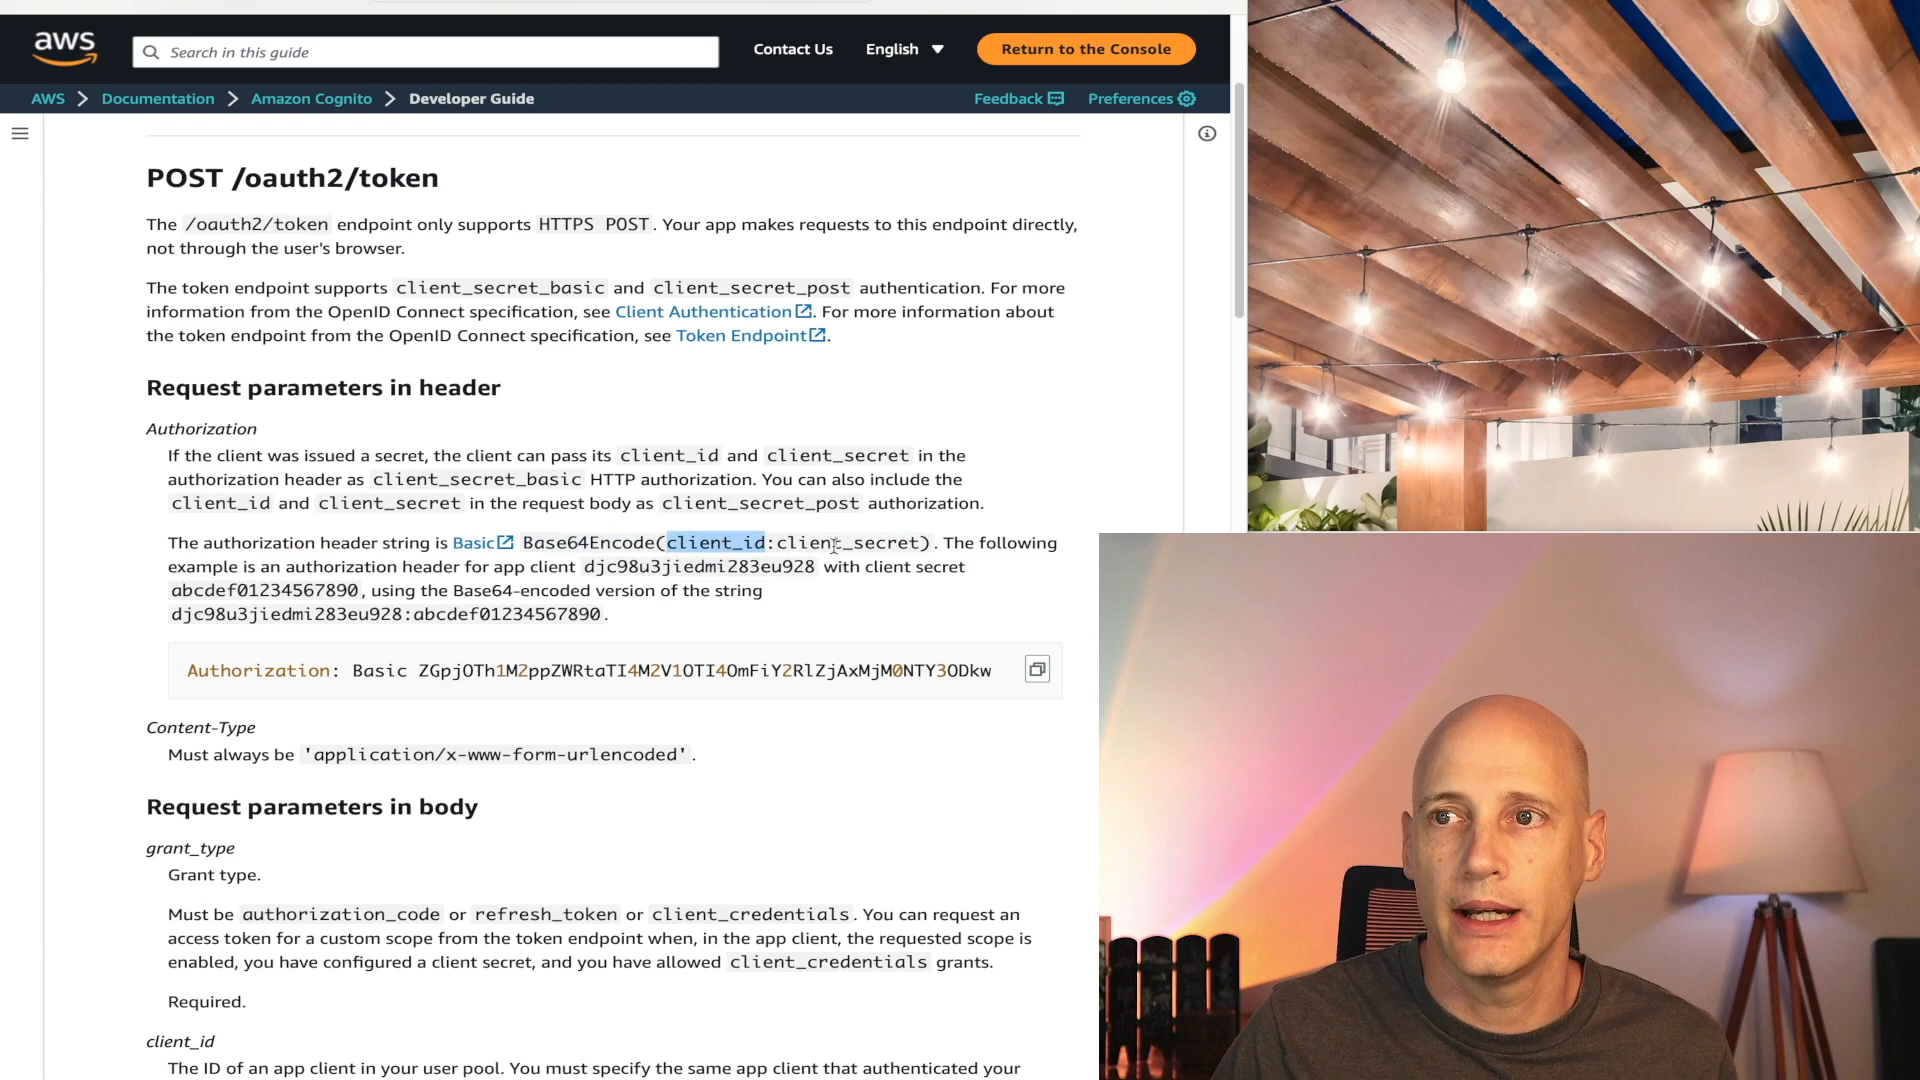 aws
Search in this guide
Contact Us
English
Return to the Console
AWS
Documentation
Amazon Cognito
Developer Guide
Feedback
Preferences
POST /oauth2/token
The /oauth2/token endpoint only supports HTTPS POST. Your app makes requests to this endpoint directly,
not through the user's browser.
The token endpoint supports client_secret_basic and client_secret_post authentication. For more
information from the OpenID Connect specification, see Client Authentication. For more information about
the token endpoint from the OpenID Connect specification, see Token Endpoint.
Request parameters in header
Authorization
If the client was issued a secret, the client can pass its client_id and client_secret in the
authorization header as client_secret_basic HTTP authorization. You can also include the
client_id and client_secret in the request body as client_secret_post authorization.
The authorization header string is Basic Base64Encode(client_id:client_secret). The following
example is an authorization header for app client djc98u3jiedmi283eu928 with client secret
abcdef01234567890, using the Base64-encoded version of the string
djc98u3jiedmi283eu928:abcdef01234567890.
Authorization: Basic ZGpjOTh1M2ppZWRtaTI4M2V1OTI4OmFiY2RlZjAxMjM0NTY3ODkw
Content-Type
Must always be 'application/x-www-form-urlencoded'.
Request parameters in body
grant_type
Grant type.
Must be authorization_code or refresh_token or client_credentials. You can request an
access token for a custom scope from the token endpoint when, in the app client, the requested scope is
enabled, you have configured a client secret, and you have allowed client_credentials grants.
Required.
client_id
The ID of an app client in your user pool. You must specify the same app client that authenticated your